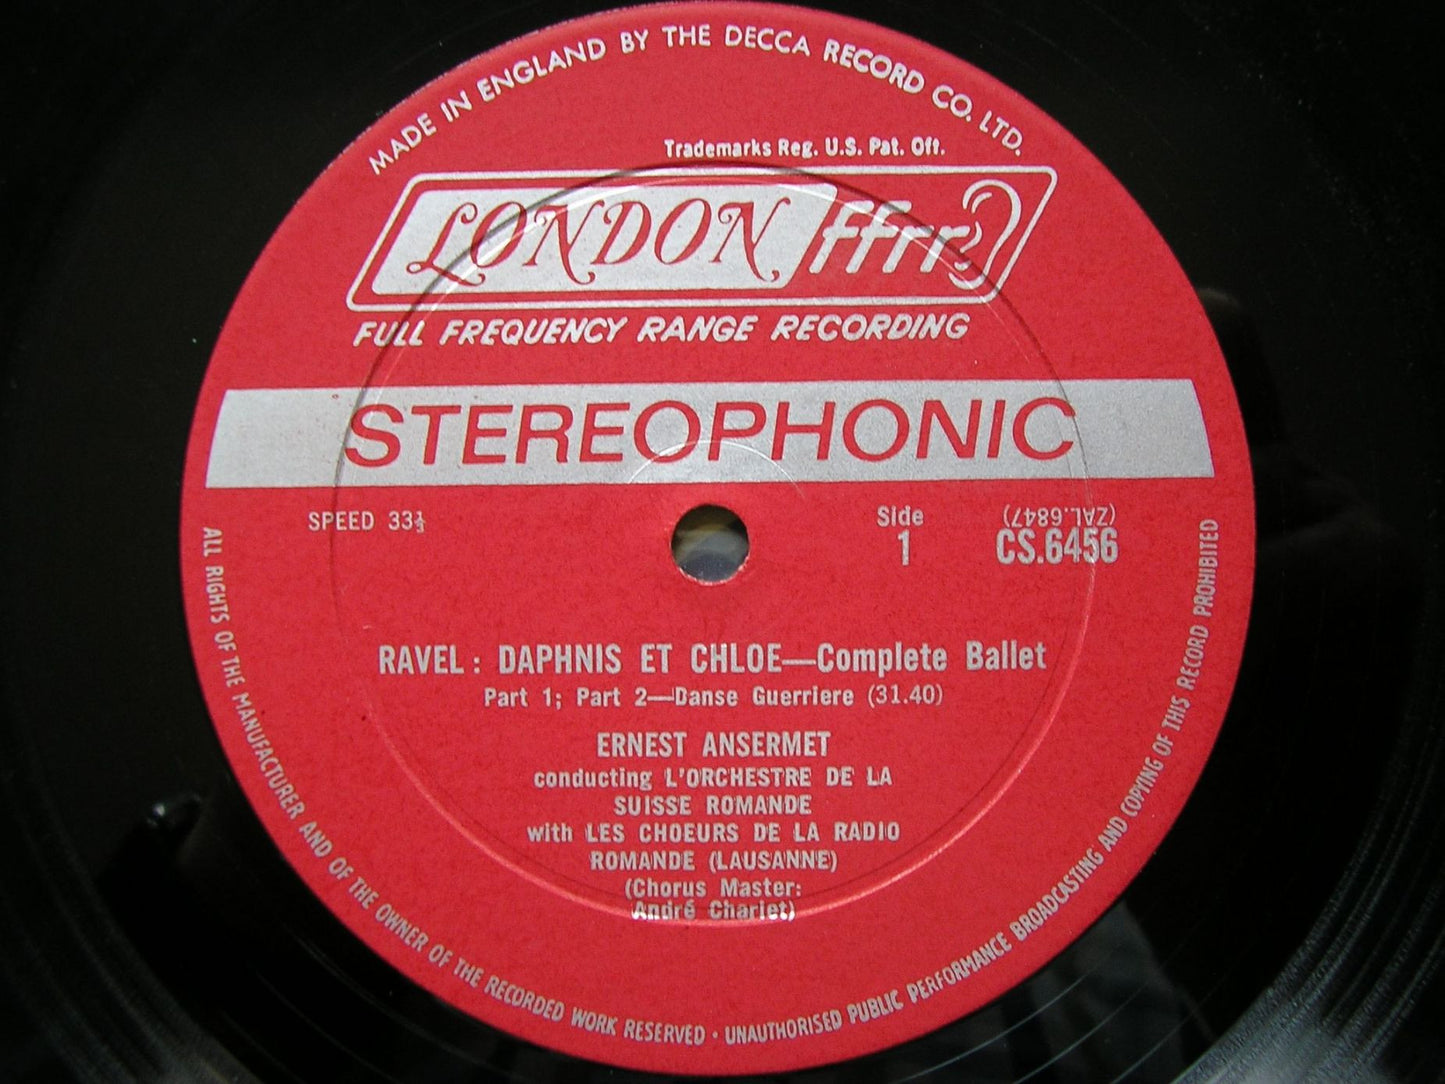 MADE IN ENGLAND BY THE DECCA RECORD CO. LTD.
Trademarks Reg. U.S. Pat. Off.
LONDON ffrr
FULL FREQUENCY RANGE RECORDING
STEREOPHONIC
SPEED 33⅓
Side
1
(ZAL.6847)
CS.6456
RAVEL: DAPHNIS ET CHLOE—Complete Ballet
Part 1; Part 2—Danse Guerriere (31.40)
ERNEST ANSERMET
conducting L'ORCHESTRE DE LA
SUISSE ROMANDE
with LES CHOEURS DE LA RADIO
ROMANDE (LAUSANNE)
(Chorus Master:
André Charlet)
ALL RIGHTS OF THE MANUFACTURER AND OF THE OWNER OF THE RECORDED WORK RESERVED · UNAUTHORISED PUBLIC PERFORMANCE BROADCASTING AND COPYING OF THIS RECORD PROHIBITED